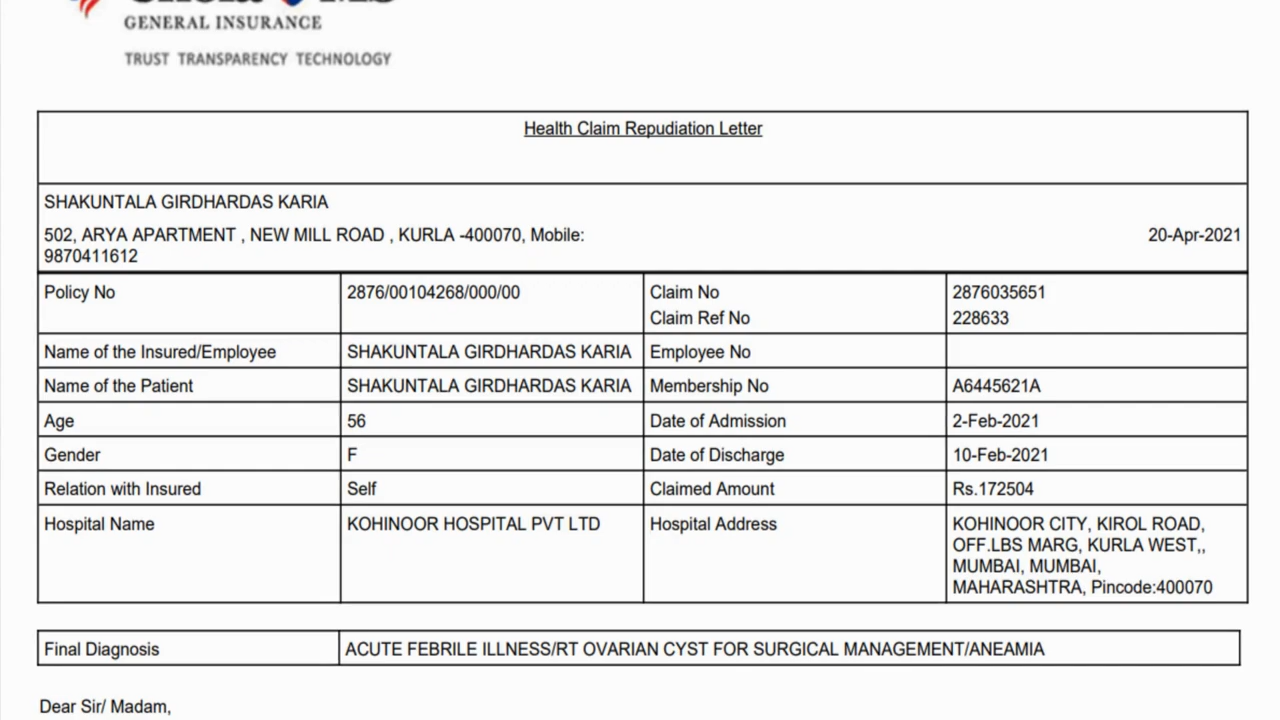 GENERAL INSURANCE
TRUST TRANSPARENCY TECHNOLOGY
Health Claim Repudiation Letter
SHAKUNTALA GIRDHARDAS KARIA
502, ARYA APARTMENT , NEW MILL ROAD , KURLA -400070, Mobile:
9870411612
20-Apr-2021
Policy No 2876/00104268/000/00 Claim No 2876035651
Claim Ref No 228633
Name of the Insured/Employee SHAKUNTALA GIRDHARDAS KARIA Employee No
Name of the Patient SHAKUNTALA GIRDHARDAS KARIA Membership No A6445621A
Age 56 Date of Admission 2-Feb-2021
Gender F Date of Discharge 10-Feb-2021
Relation with Insured Self Claimed Amount Rs.172504
Hospital Name KOHINOOR HOSPITAL PVT LTD Hospital Address KOHINOOR CITY, KIROL ROAD,
OFF.LBS MARG, KURLA WEST,,
MUMBAI, MUMBAI,
MAHARASHTRA, Pincode:400070
Final Diagnosis ACUTE FEBRILE ILLNESS/RT OVARIAN CYST FOR SURGICAL MANAGEMENT/ANEAMIA
Dear Sir/ Madam,